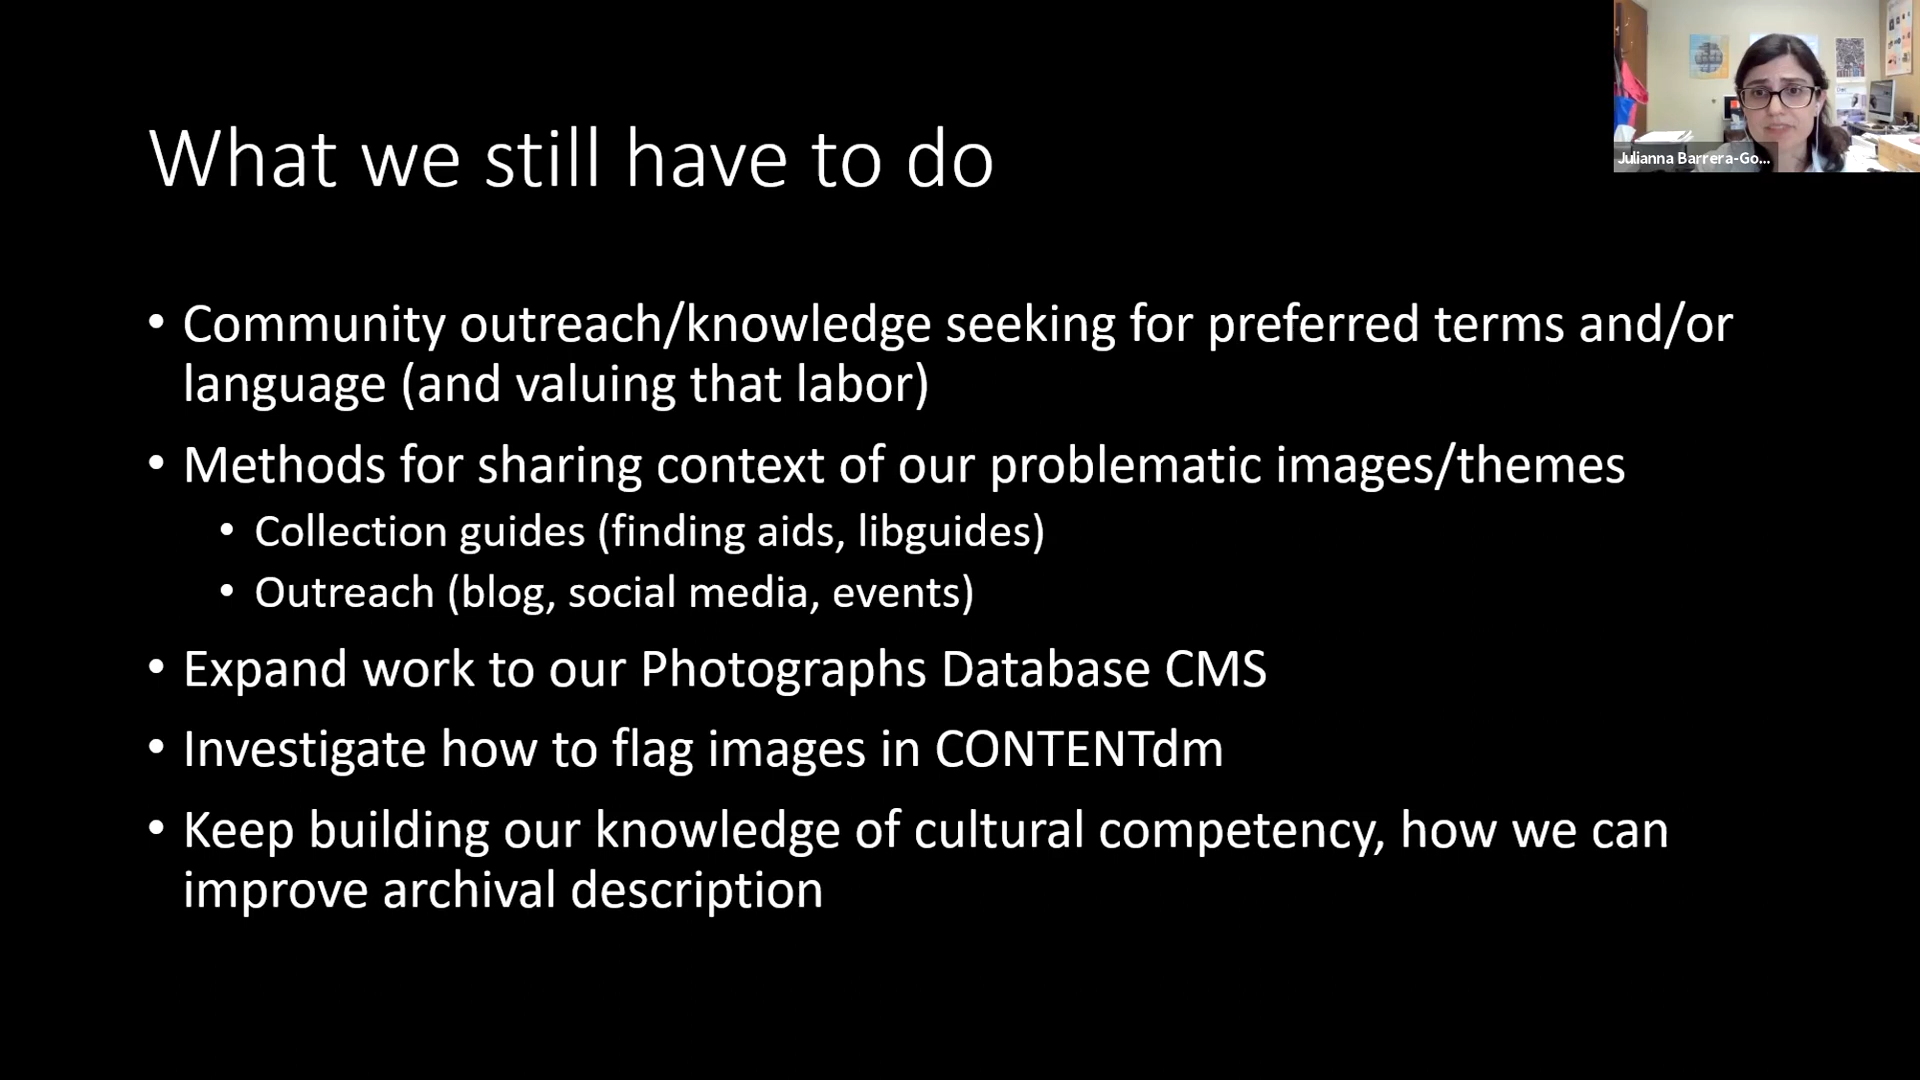 What we still have to do
Julianna Barrera-Go...
• Community outreach/knowledge seeking for preferred terms and/or
language (and valuing that labor)
• Methods for sharing context of our problematic images/themes
• Collection guides (finding aids, libguides)
• Outreach (blog, social media, events)
• Expand work to our Photographs Database CMS
• Investigate how to flag images in CONTENTdm
• Keep building our knowledge of cultural competency, how we can
improve archival description